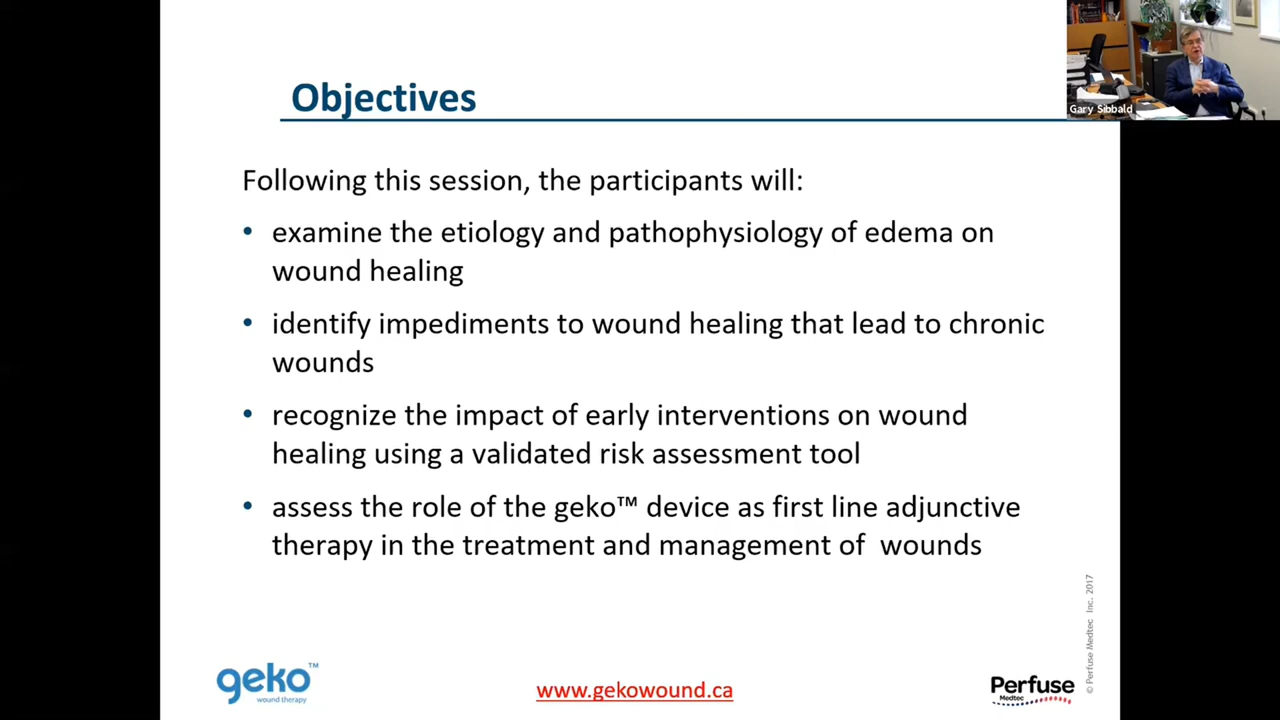 Objectives
Gary Sibbald
Following this session, the participants will:
• examine the etiology and pathophysiology of edema on
wound healing
• identify impediments to wound healing that lead to chronic
wounds
• recognize the impact of early interventions on wound
healing using a validated risk assessment tool
• assess the role of the geko™ device as first line adjunctive
therapy in the treatment and management of  wounds
© Perfuse Medtec Inc. 2017
geko™
wound therapy
www.gekowound.ca
Perfuse
Medtec